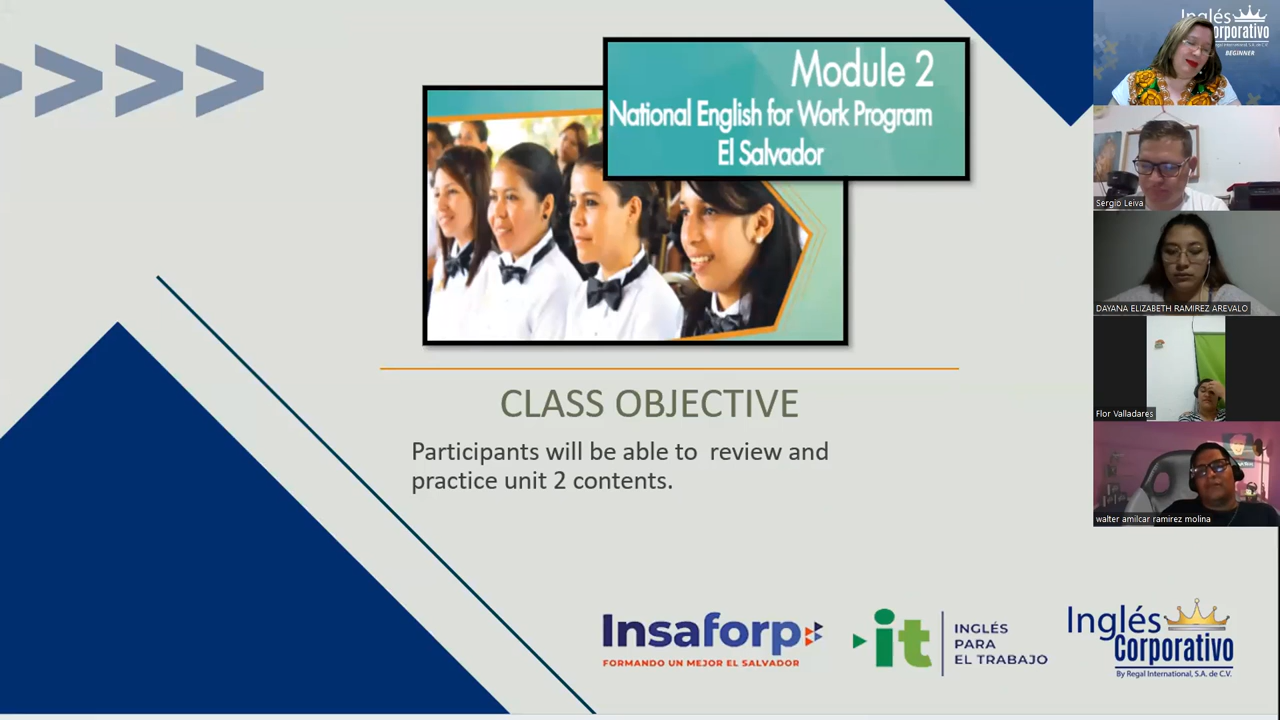 Module 2
National English for Work Program
El Salvador
CLASS OBJECTIVE
Participants will be able to  review and
practice unit 2 contents.
Insaforp
FORMANDO UN MEJOR EL SALVADOR
it
INGLÉS
PARA
EL TRABAJO
Inglés
Corporativo
By Regal International, S.A. de C.V.
Inglés
BEGINNER
Sergio Leiva
DAYANA ELIZABETH RAMIREZ AREVALO
Flor Valladares
walter amilcar ramirez molina